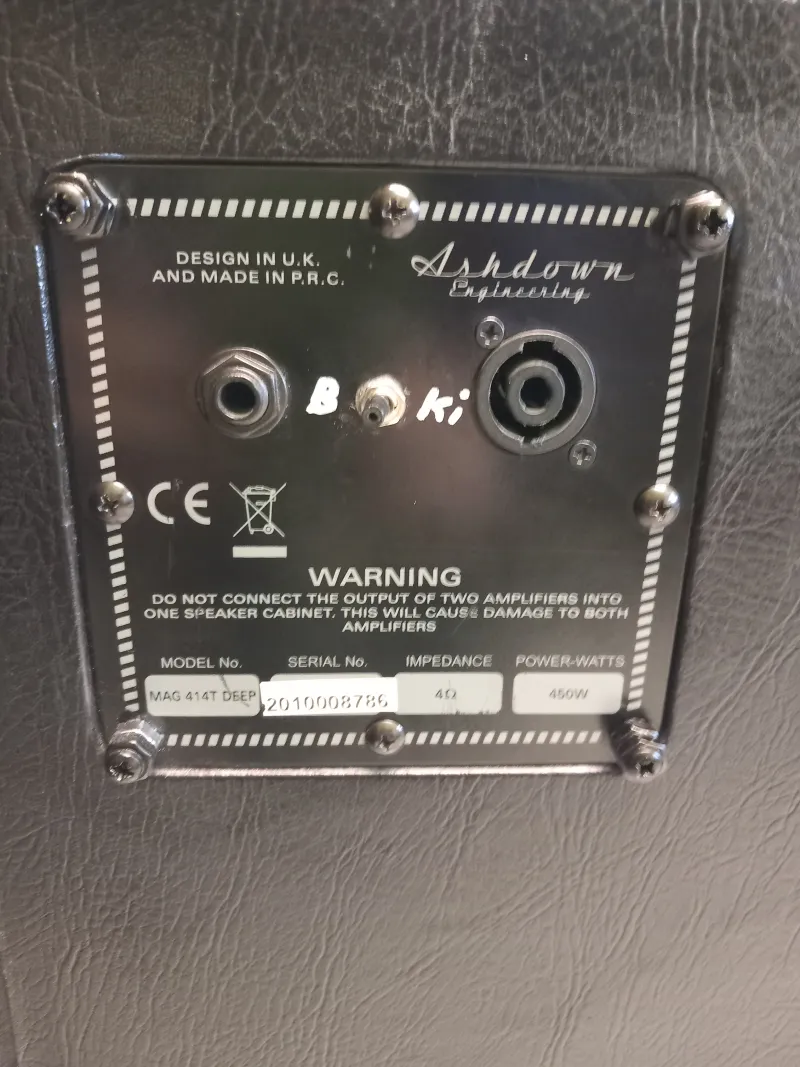 DESIGN IN U.K.
AND MADE IN P.R.C.
Ashdown
Engineering
B Ki
CE
WARNING
DO NOT CONNECT THE OUTPUT OF TWO AMPLIFIERS INTO
ONE SPEAKER CABINET. THIS WILL CAUSE DAMAGE TO BOTH
AMPLIFIERS
MODEL No. SERIAL No. IMPEDANCE POWER-WATTS
MAG 414T DEEP 2010008786 4Ω 450W